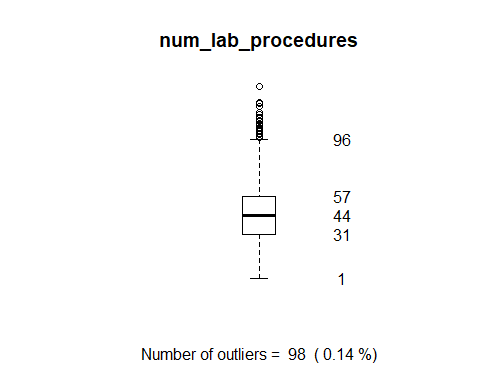 num_lab_procedures
96
57
44
31
1
Number of outliers = 98 ( 0.14 %)